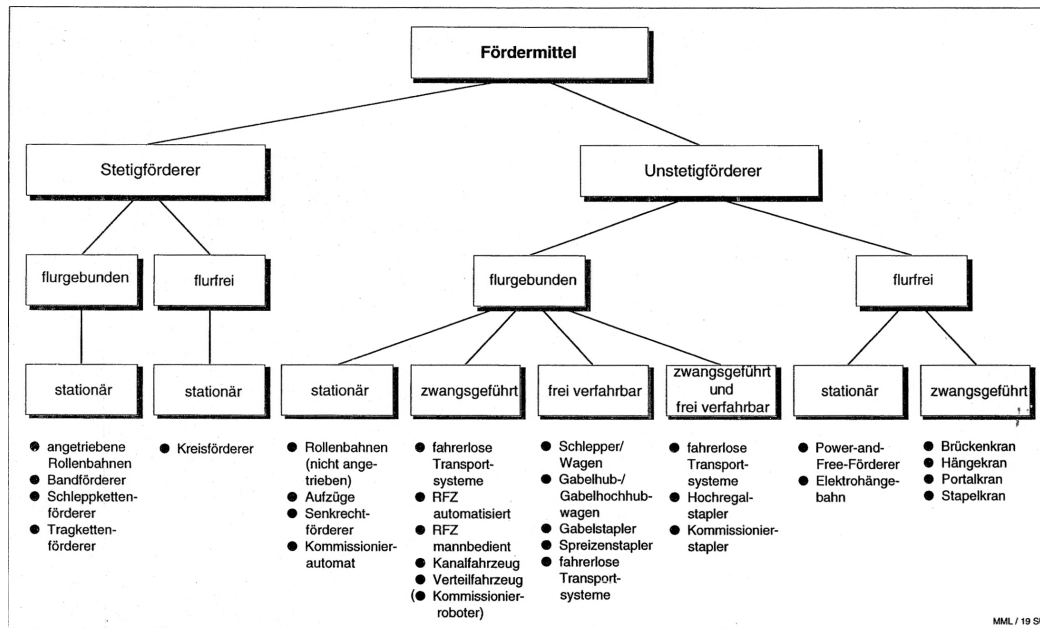 Fördermittel
Stetigförderer
Unstetigförderer
flurgebunden
flurfrei
flurgebunden
flurfrei
stationär
stationär
stationär
zwangsgeführt
frei verfahrbar
zwangsgeführt
und
frei verfahrbar
stationär
zwangsgeführt
● angetriebene
Rollenbahnen
● Bandförderer
● Schleppketten-
förderer
● Tragketten-
förderer
● Kreisförderer
● Rollenbahnen
(nicht ange-
trieben)
● Aufzüge
● Senkrecht-
förderer
● Kommissionier-
automat
● fahrerlose
Transport-
systeme
● RFZ
automatisiert
● RFZ
mannbedient
● Kanalfahrzeug
● Verteilfahrzeug
(● Kommissionier-
roboter)
● Schlepper/
Wagen
● Gabelhub-/
Gabelhochhub-
wagen
● Gabelstapler
● Spreizenstapler
● fahrerlose
Transport-
systeme
● fahrerlose
Transport-
systeme
● Hochregal-
stapler
● Kommissionier-
stapler
● Power-and-
Free-Förderer
● Elektrohänge-
bahn
● Brückenkran
● Hängekran
● Portalkran
● Stapelkran
MML / 19